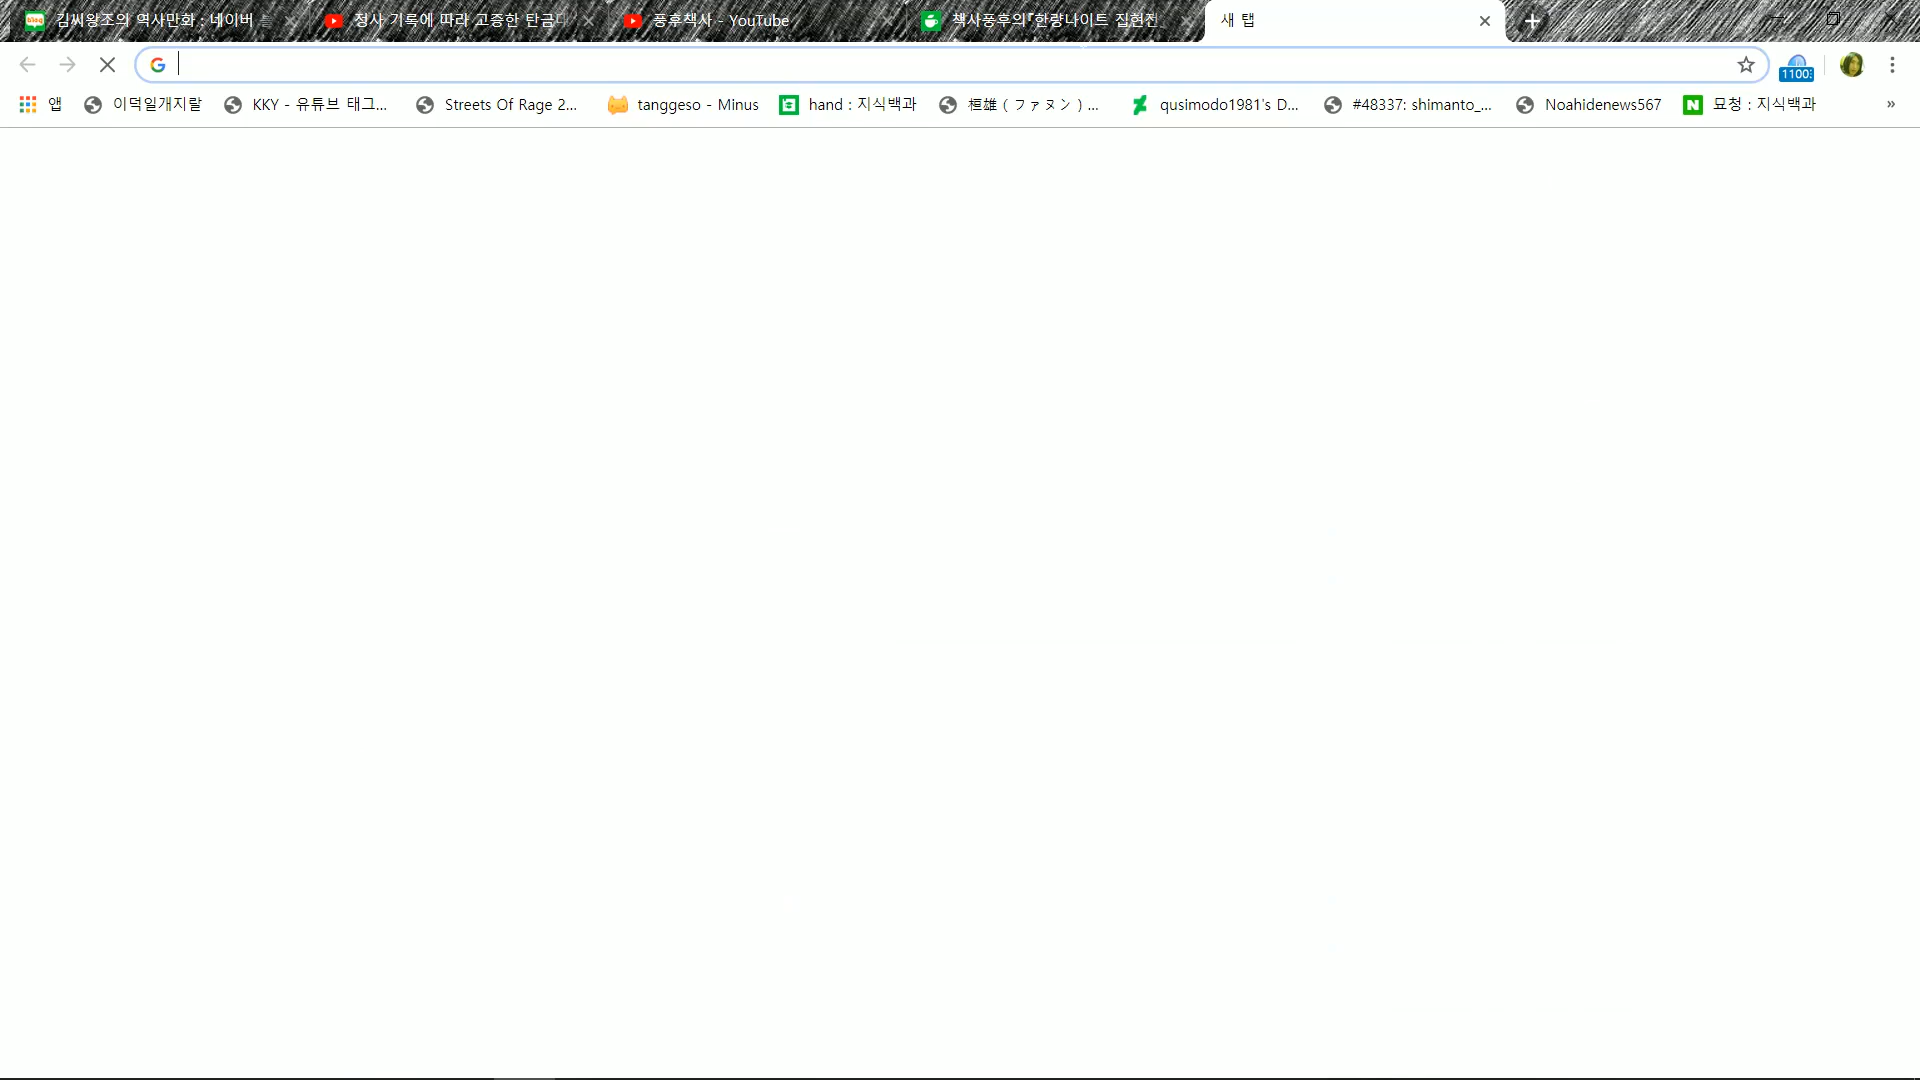 김씨왕조의 역사만화 : 네이버 블
정사 기록에 따라 고증한 탄금대
풍후책사 - YouTube
책사풍후의『한량나이트 집현전
새 탭
1100
앱
이덕일개지랄
KKY - 유튜브 태그...
Streets Of Rage 2...
tanggeso - Minus
hand : 지식백과
桓雄 ( ファヌン ) ...
qusimodo1981's D...
#48337: shimanto_...
Noahidenews567
묘청 : 지식백과
»